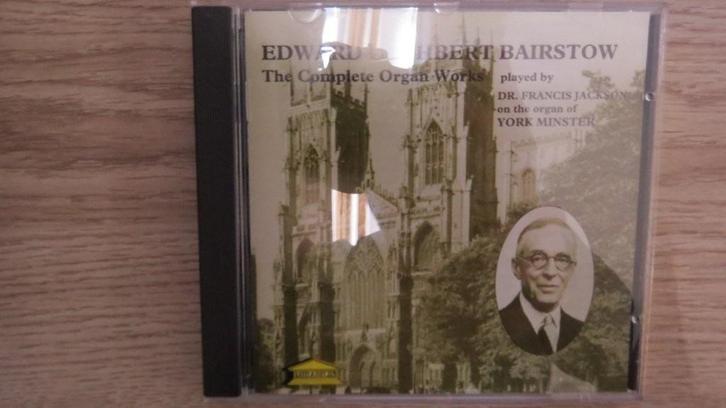 EDWARD BAIRSTOW
The Complete Organ Works played by
DR. FRANCIS JACKSON
on the organ of
YORK MINSTER